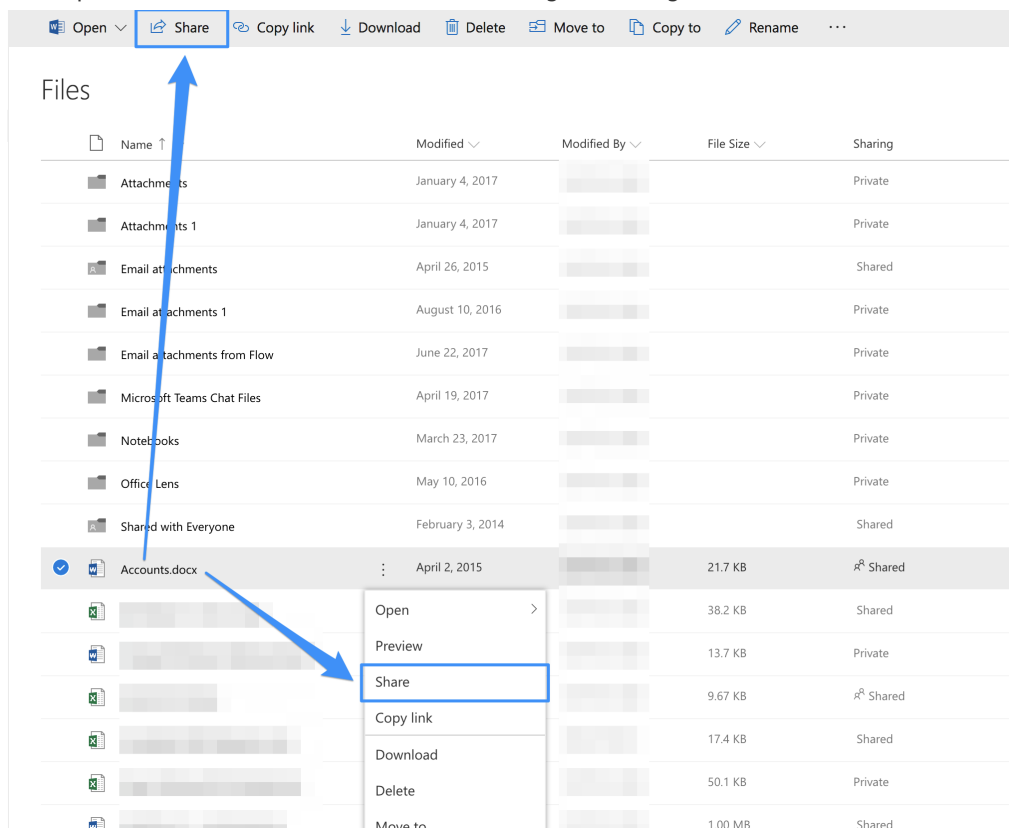 Open Share Copy link Download Delete Move to Copy to Rename ...
Files
Name ↑ Modified Modified By File Size Sharing
Attachments January 4, 2017 Private
Attachments 1 January 4, 2017 Private
Email attachments April 26, 2015 Shared
Email attachments 1 August 10, 2016 Private
Email attachments from Flow June 22, 2017 Private
Microsoft Teams Chat Files April 19, 2017 Private
Notebooks March 23, 2017 Private
Office Lens May 10, 2016 Private
Shared with Everyone February 3, 2014 Shared
Accounts.docx April 2, 2015 21.7 KB Shared
Open 38.2 KB Shared
Preview 13.7 KB Private
Share 9.67 KB Shared
Copy link
Download 17.4 KB Shared
Delete 50.1 KB Private
Move to 1.00 MB Shared